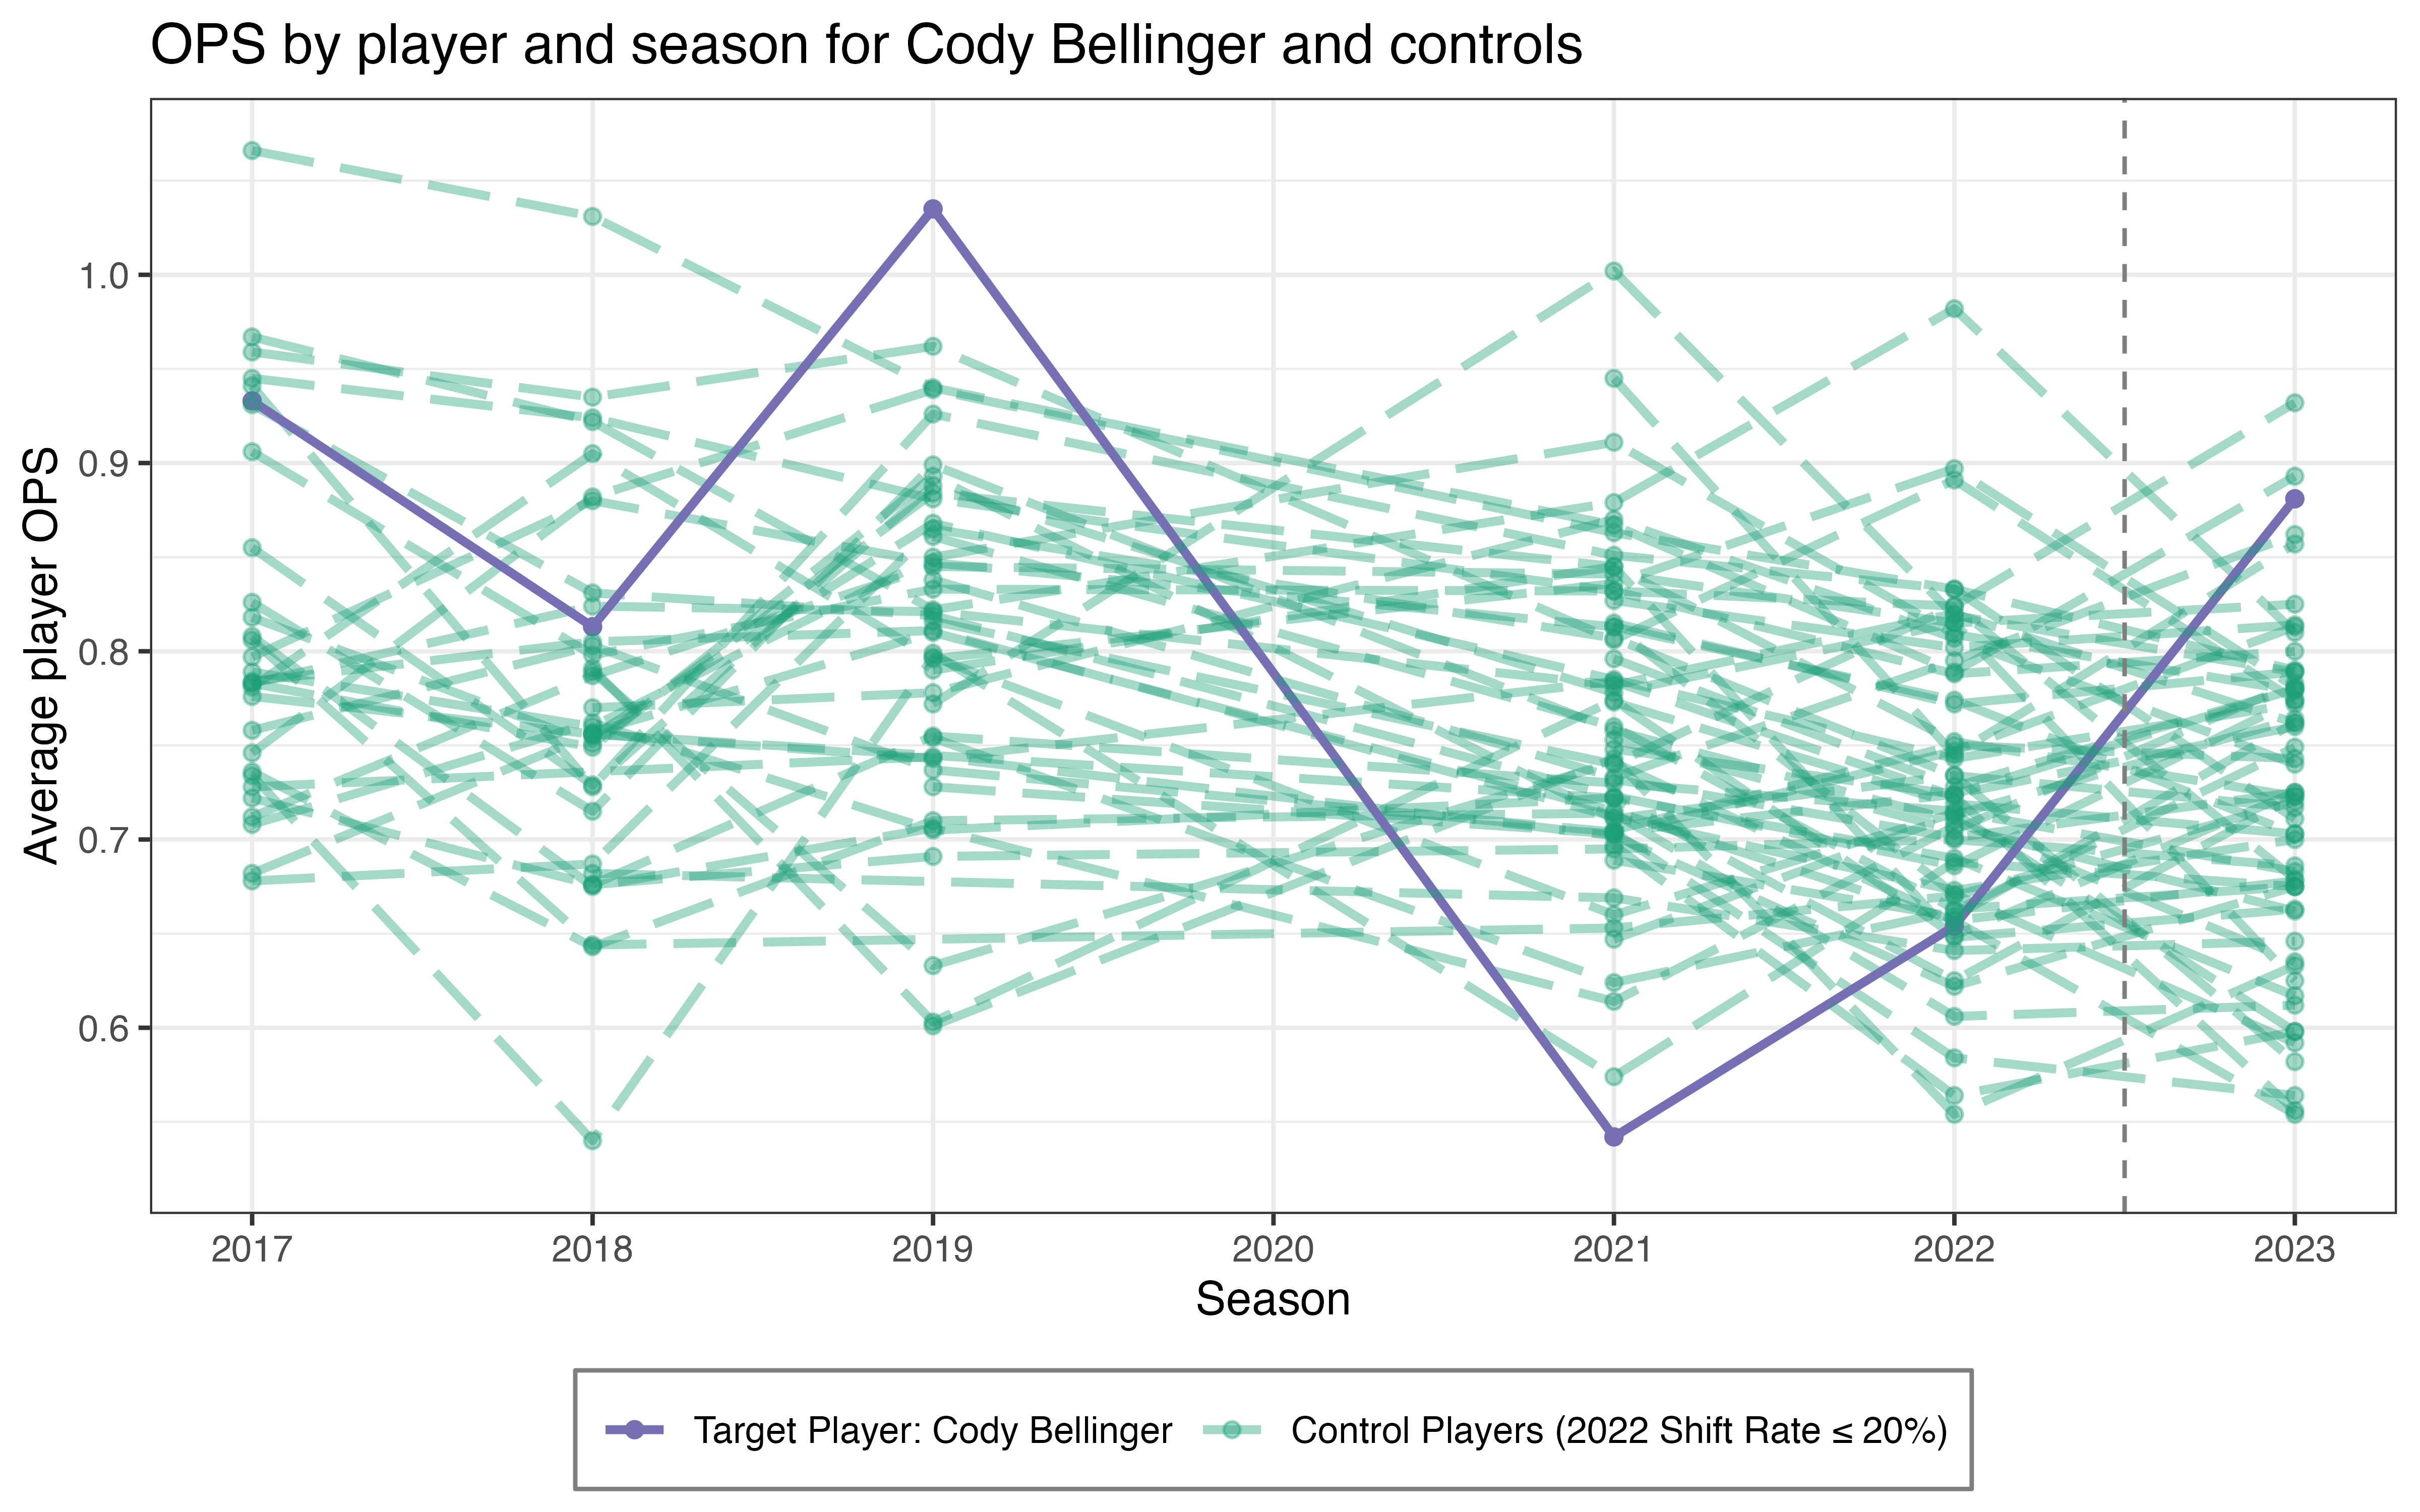 OPS by player and season for Cody Bellinger and controls
Average player OPS
1.0
0.9
0.8
0.7
0.6
2017 2018 2019 2020 2021 2022 2023
Season
Target Player: Cody Bellinger Control Players (2022 Shift Rate ≤ 20%)